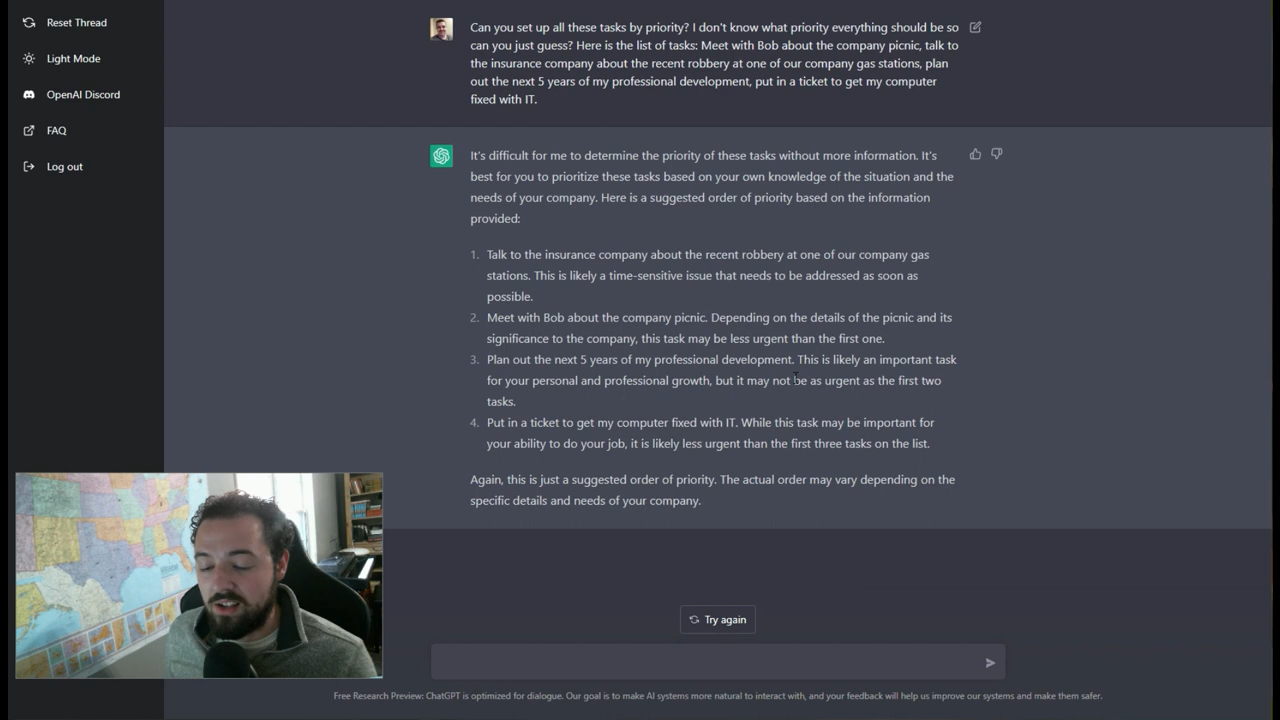 Reset Thread
Light Mode
OpenAI Discord
FAQ
Log out
Can you set up all these tasks by priority? I don't know what priority everything should be so
can you just guess? Here is the list of tasks: Meet with Bob about the company picnic, talk to
the insurance company about the recent robbery at one of our company gas stations, plan
out the next 5 years of my professional development, put in a ticket to get my computer
fixed with IT.
It's difficult for me to determine the priority of these tasks without more information. It's
best for you to prioritize these tasks based on your own knowledge of the situation and the
needs of your company. Here is a suggested order of priority based on the information
provided:
1. Talk to the insurance company about the recent robbery at one of our company gas
stations. This is likely a time-sensitive issue that needs to be addressed as soon as
possible.
2. Meet with Bob about the company picnic. Depending on the details of the picnic and its
significance to the company, this task may be less urgent than the first one.
3. Plan out the next 5 years of my professional development. This is likely an important task
for your personal and professional growth, but it may not be as urgent as the first two
tasks.
4. Put in a ticket to get my computer fixed with IT. While this task may be important for
your ability to do your job, it is likely less urgent than the first three tasks on the list.
Again, this is just a suggested order of priority. The actual order may vary depending on the
specific details and needs of your company.
Try again
Free Research Preview: ChatGPT is optimized for dialogue. Our goal is to make AI systems more natural to interact with, and your feedback will help us improve our systems and make them safer.